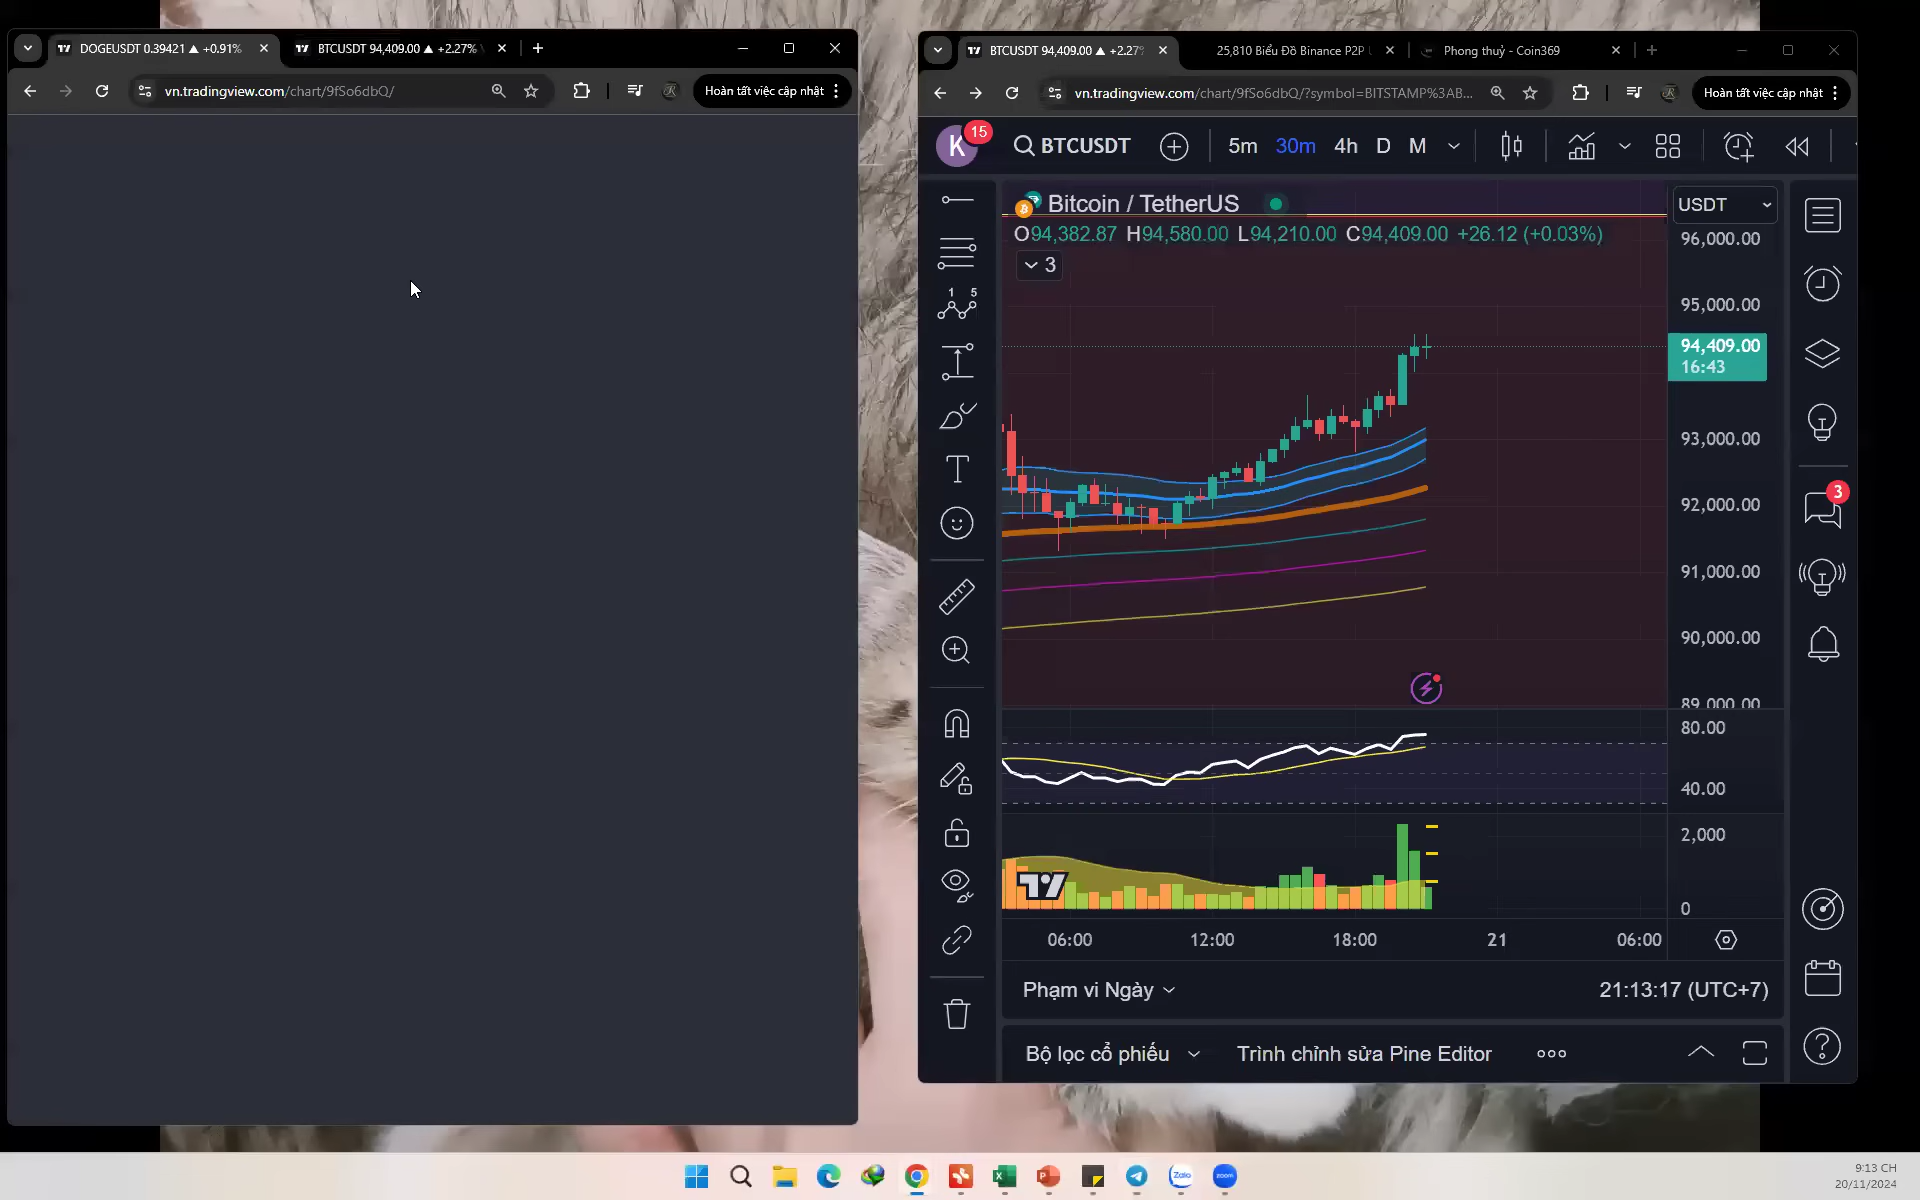 DOGEUSDT 0.39421 ▲ +0.91%
BTCUSDT 94,409.00 ▲ +2.27%
vn.tradingview.com/chart/9fSo6dbQ/
Hoàn tất việc cập nhật
BTCUSDT 94,409.00 ▲ +2.27%
25,810 Biểu Đồ Binance P2P
Phong thuỷ - Coin369
vn.tradingview.com/chart/9fSo6dbQ/?symbol=BITSTAMP%3AB...
Hoàn tất việc cập nhật
K
15
BTCUSDT
5m
30m
4h
D
M
Bitcoin / TetherUS
USDT
O94,382.87 H94,580.00 L94,210.00 C94,409.00 +26.12 (+0.03%)
3
96,000.00
95,000.00
94,409.00
16:43
93,000.00
92,000.00
91,000.00
90,000.00
89,000.00
80.00
40.00
2,000
0
1 5
T
3
06:00
12:00
18:00
21
06:00
Phạm vi Ngày
21:13:17 (UTC+7)
Bộ lọc cổ phiếu
Trình chỉnh sửa Pine Editor
Zalo
zoom
9:13 CH
20/11/2024